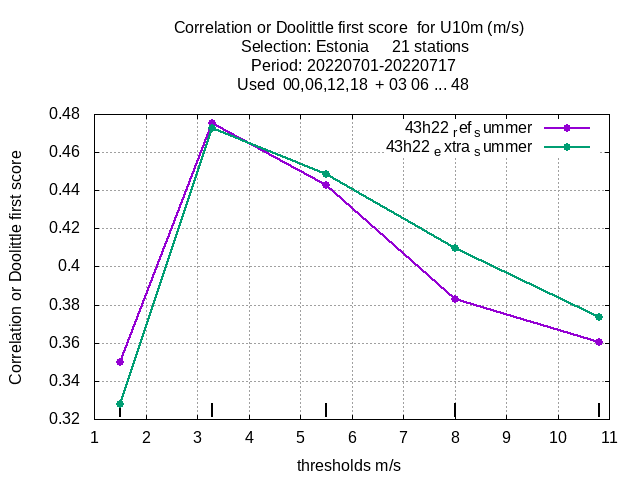 Correlation or Doolittle first score  for U10m (m/s)
Selection: Estonia     21 stations
Period: 20220701-20220717
Used  00,06,12,18  + 03 06 ... 48
43h22 ref summer
43h22 extra summer
Correlation or Doolittle first score
0.48
0.46
0.44
0.42
0.4
0.38
0.36
0.34
0.32
1 2 3 4 5 6 7 8 9 10 11
thresholds m/s